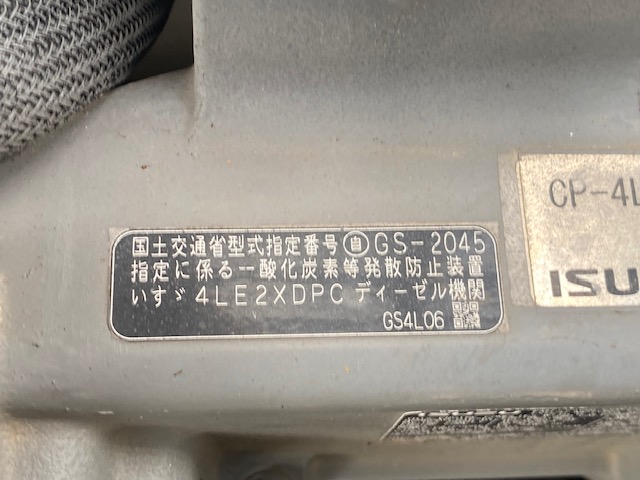 国土交通省型式指定番号 自 GS-2045
指定に係る一酸化炭素等発散防止装置
いすゞ 4LE2XDPC ディーゼル機関
GS4L06
CP-4L
ISU